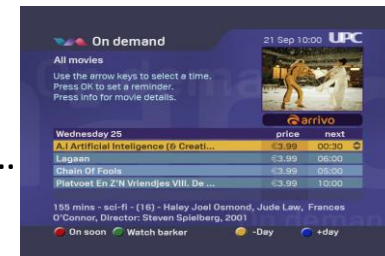 On demand
21 Sep 10:00 UPC
All movies
Use the arrow keys to select a time.
Press OK to set a reminder.
Press info for movie details.
arrivo
Wednesday 25 price next
A.I Artificial Inteligence (& Creati... €3.99 00:30
Lagaan €3.99 06:00
Chain Of Fools €3.99 05:00
Platvoet En Z'N Vriendjes VIII. De ... €3.99 10:00
..
155 mins - sci-fi - (16) - Haley Joel Osmond, Jude Law, Frances
O'Connor, Director: Steven Spielberg, 2001
On soon Watch barker -Day +day